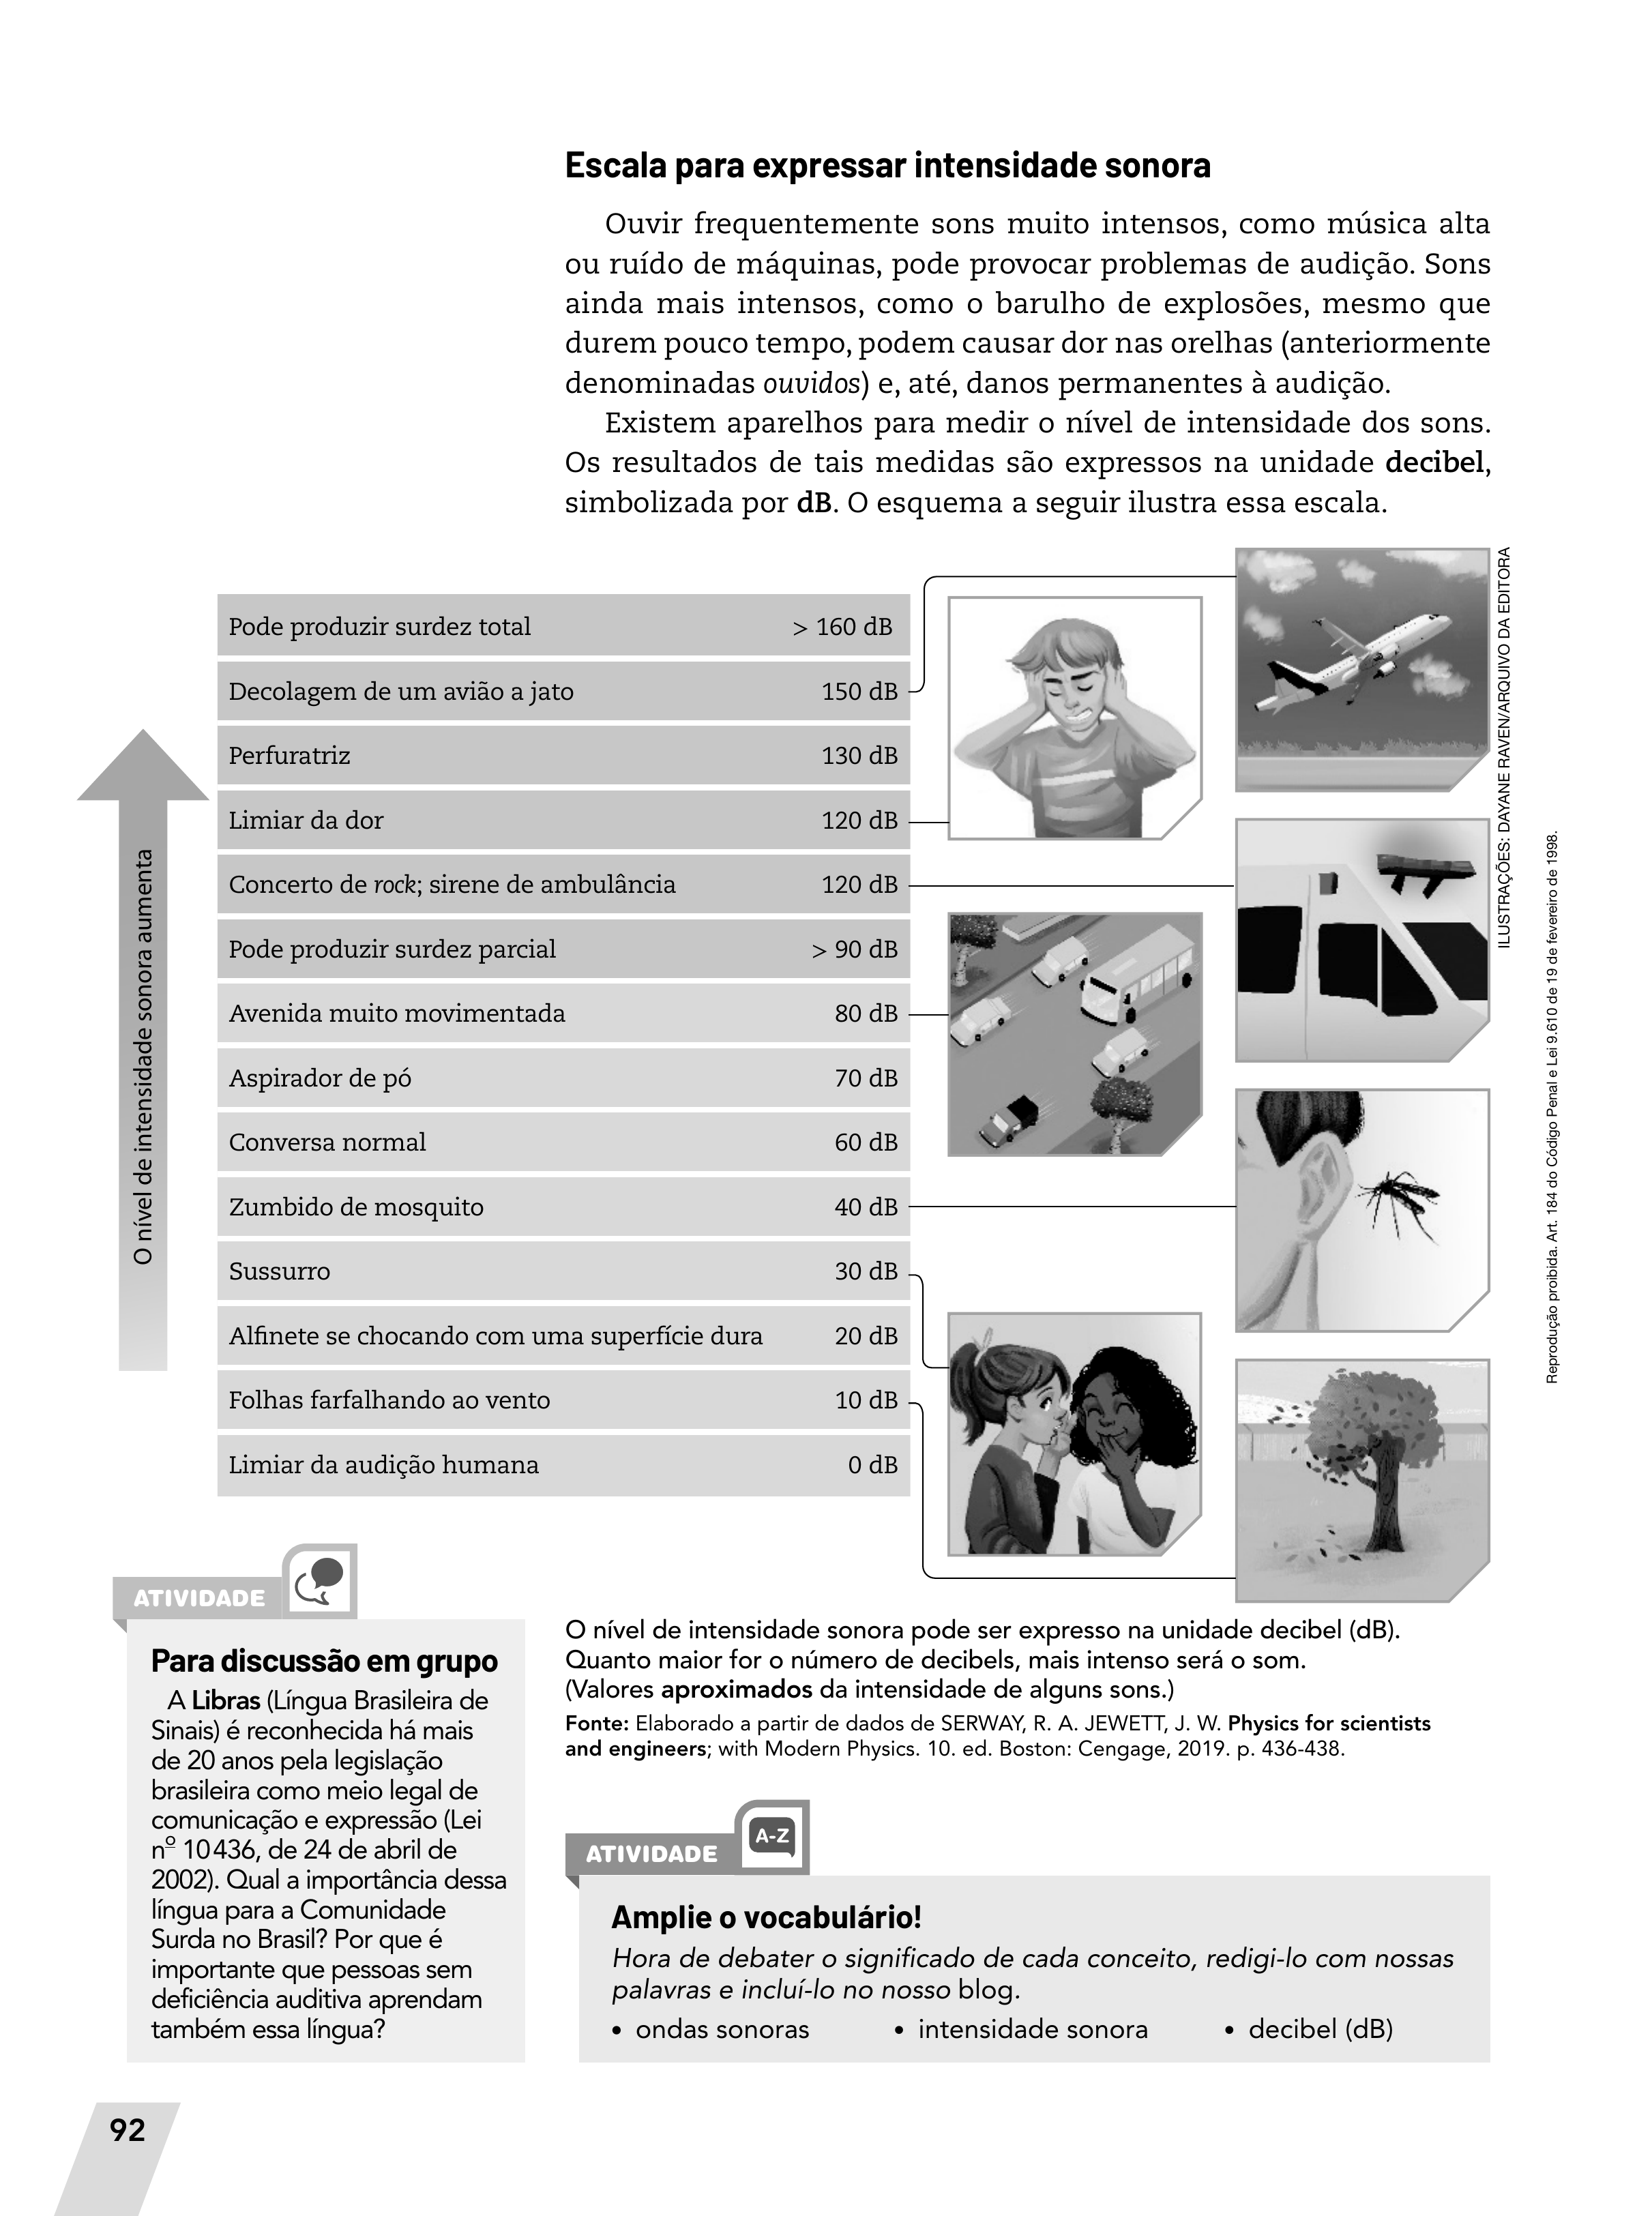 Escala para expressar intensidade sonora
Ouvir frequentemente sons muito intensos, como música alta
ou ruído de máquinas, pode provocar problemas de audição. Sons
ainda mais intensos, como o barulho de explosões, mesmo que
durem pouco tempo, podem causar dor nas orelhas (anteriormente
denominadas ouvidos) e, até, danos permanentes à audição.
Existem aparelhos para medir o nível de intensidade dos sons.
Os resultados de tais medidas são expressos na unidade decibel,
simbolizada por dB. O esquema a seguir ilustra essa escala.
O nível de intensidade sonora aumenta
Pode produzir surdez total > 160 dB
Decolagem de um avião a jato 150 dB
Perfuratriz 130 dB
Limiar da dor 120 dB
Concerto de rock; sirene de ambulância 120 dB
Pode produzir surdez parcial > 90 dB
Avenida muito movimentada 80 dB
Aspirador de pó 70 dB
Conversa normal 60 dB
Zumbido de mosquito 40 dB
Sussurro 30 dB
Alfinete se chocando com uma superfície dura 20 dB
Folhas farfalhando ao vento 10 dB
Limiar da audição humana 0 dB
ILUSTRAÇÕES: DAYANE RAVEN/ARQUIVO DA EDITORA
Reprodução proibida. Art. 184 do Código Penal e Lei 9.610 de 19 de fevereiro de 1998.
O nível de intensidade sonora pode ser expresso na unidade decibel (dB).
Quanto maior for o número de decibels, mais intenso será o som.
(Valores aproximados da intensidade de alguns sons.)
Fonte: Elaborado a partir de dados de SERWAY, R. A. JEWETT, J. W. Physics for scientists
and engineers; with Modern Physics. 10. ed. Boston: Cengage, 2019. p. 436-438.
ATIVIDADE
Para discussão em grupo
A Libras (Língua Brasileira de
Sinais) é reconhecida há mais
de 20 anos pela legislação
brasileira como meio legal de
comunicação e expressão (Lei
nº 10 436, de 24 de abril de
2002). Qual a importância dessa
língua para a Comunidade
Surda no Brasil? Por que é
importante que pessoas sem
deficiência auditiva aprendam
também essa língua?
ATIVIDADE
A-Z
Amplie o vocabulário!
Hora de debater o significado de cada conceito, redigi-lo com nossas
palavras e incluí-lo no nosso blog.
• ondas sonoras • intensidade sonora • decibel (dB)
92